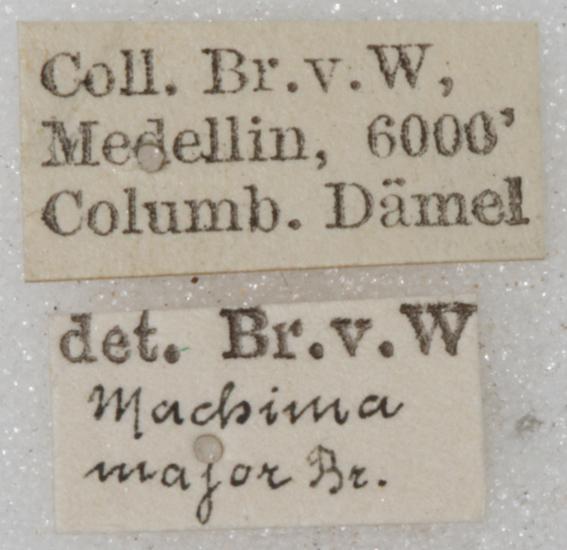 Coll. Br.v.W,
Medellin, 6000'
Columb. Dämel
det. Br.v.W
Machima
major Br.